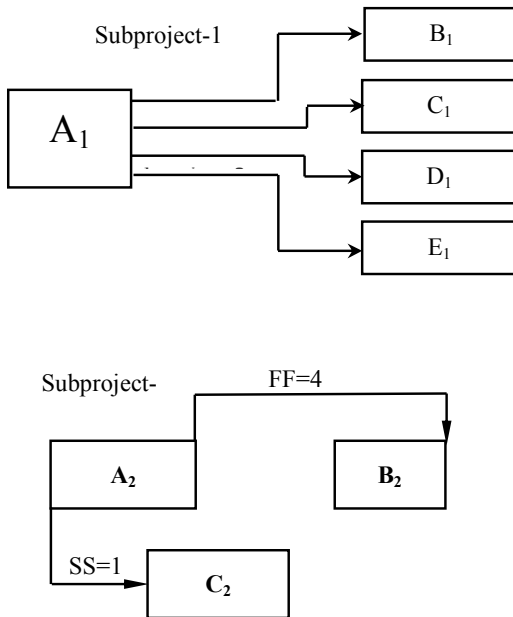 Subproject-1
B₁
A₁
C₁
D₁
E₁
Subproject-
FF=4
A₂
B₂
SS=1
C₂